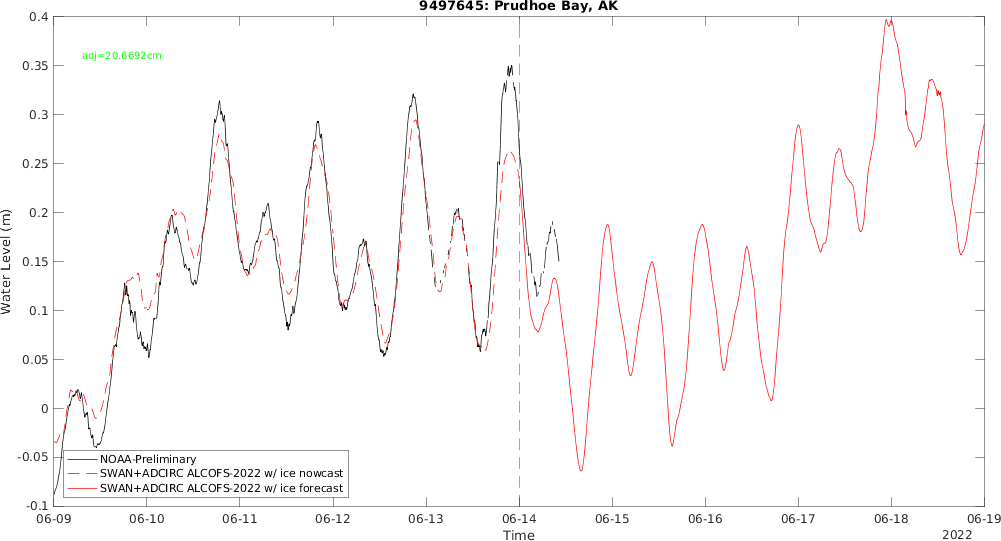 9497645: Prudhoe Bay, AK
adj=20.6692cm
0.4
0.35
0.3
0.25
0.2
0.15
0.1
0.05
0
-0.05
-0.1
Water Level (m)
NOAA-Preliminary
SWAN+ADCIRC ALCOFS-2022 w/ ice nowcast
SWAN+ADCIRC ALCOFS-2022 w/ ice forecast
06-09 06-10 06-11 06-12 06-13 06-14 06-15 06-16 06-17 06-18 06-19
Time
2022